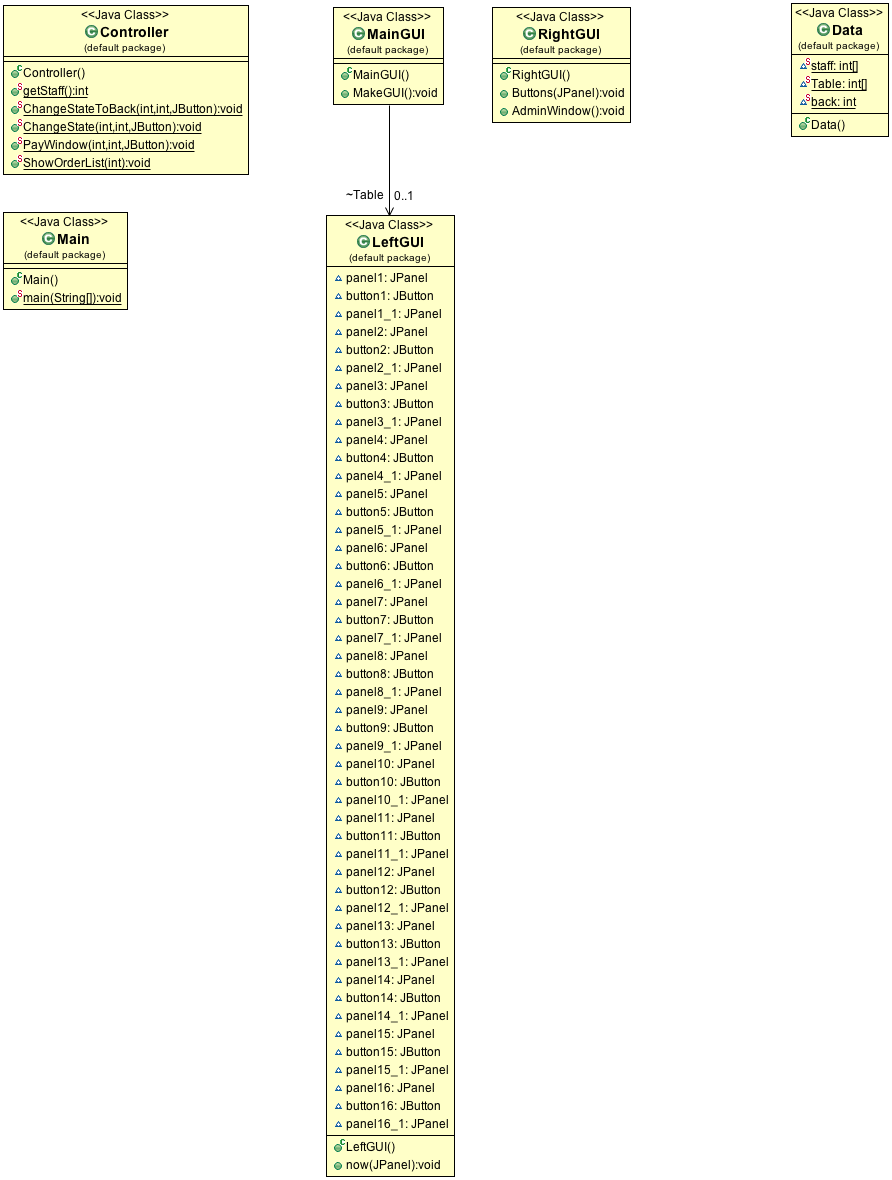 <<Java Class>>
Controller
(default package)
Controller()
getStaff():int
ChangeStateToBack(int,int,JButton):void
ChangeState(int,int,JButton):void
PayWindow(int,int,JButton):void
ShowOrderList(int):void
<<Java Class>>
MainGUI
(default package)
MainGUI()
MakeGUI():void
<<Java Class>>
RightGUI
(default package)
RightGUI()
Buttons(JPanel):void
AdminWindow():void
<<Java Class>>
Data
(default package)
staff: int[]
Table: int[]
back: int
Data()
~Table 0..1
<<Java Class>>
Main
(default package)
Main()
main(String[]):void
<<Java Class>>
LeftGUI
(default package)
panel1: JPanel
button1: JButton
panel1_1: JPanel
panel2: JPanel
button2: JButton
panel2_1: JPanel
panel3: JPanel
button3: JButton
panel3_1: JPanel
panel4: JPanel
button4: JButton
panel4_1: JPanel
panel5: JPanel
button5: JButton
panel5_1: JPanel
panel6: JPanel
button6: JButton
panel6_1: JPanel
panel7: JPanel
button7: JButton
panel7_1: JPanel
panel8: JPanel
button8: JButton
panel8_1: JPanel
panel9: JPanel
button9: JButton
panel9_1: JPanel
panel10: JPanel
button10: JButton
panel10_1: JPanel
panel11: JPanel
button11: JButton
panel11_1: JPanel
panel12: JPanel
button12: JButton
panel12_1: JPanel
panel13: JPanel
button13: JButton
panel13_1: JPanel
panel14: JPanel
button14: JButton
panel14_1: JPanel
panel15: JPanel
button15: JButton
panel15_1: JPanel
panel16: JPanel
button16: JButton
panel16_1: JPanel
LeftGUI()
now(JPanel):void